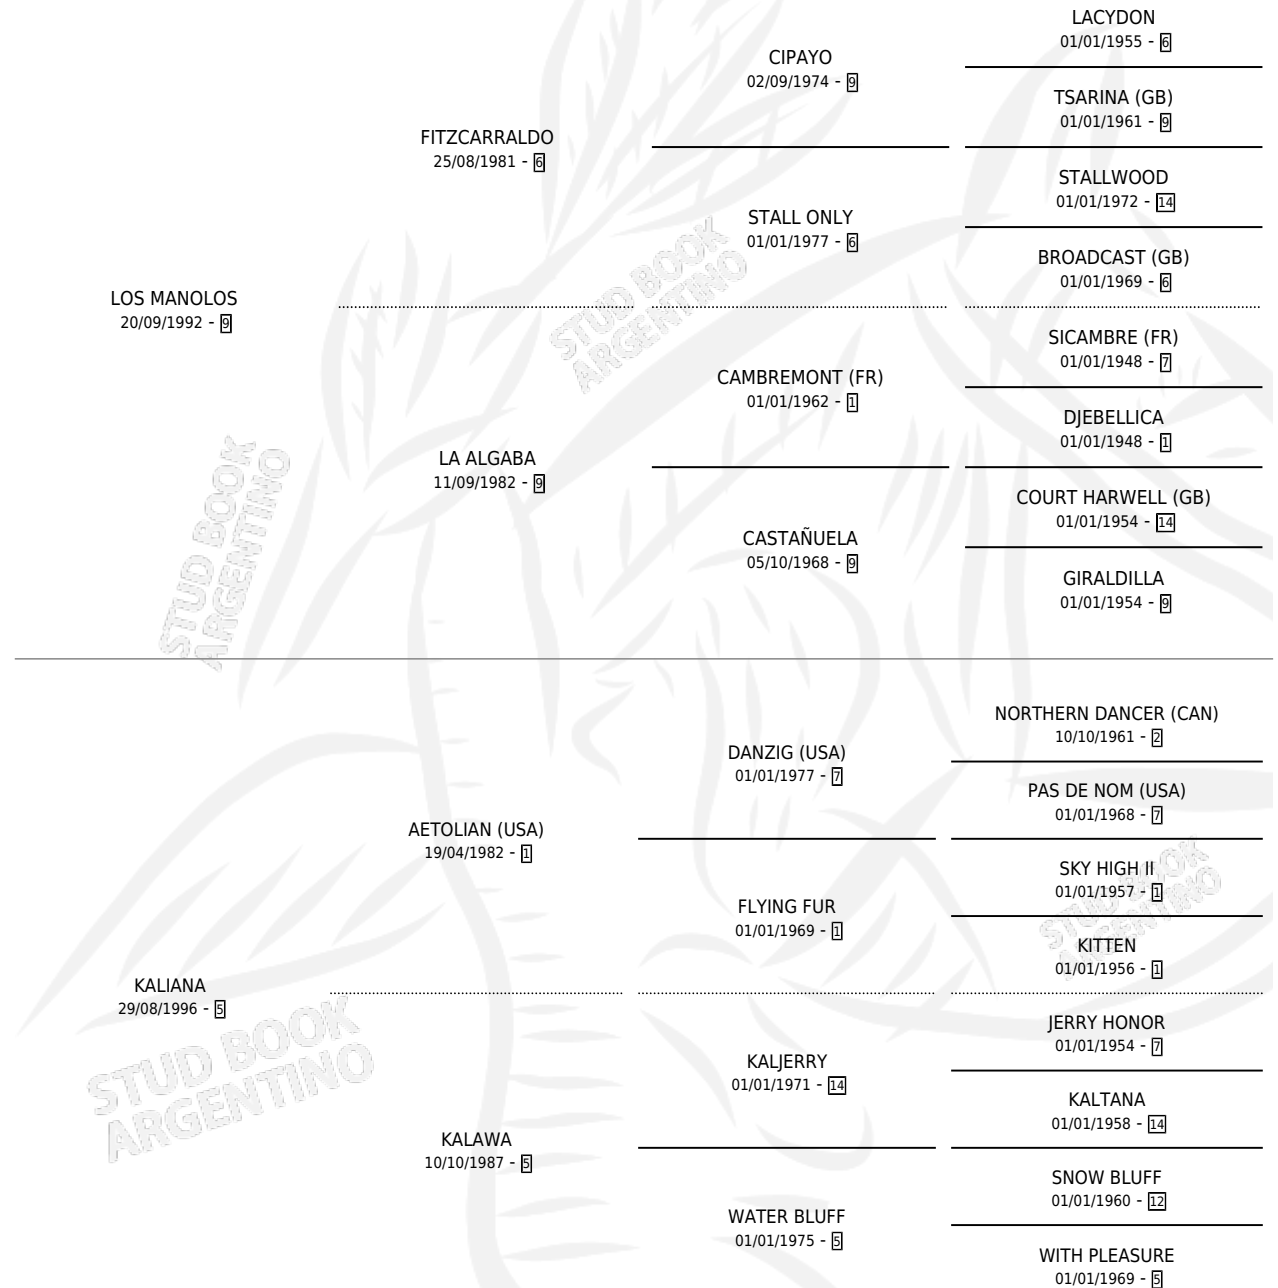 LACYDON
01/01/1955 - 6
CIPAYO
02/09/1974 - 9
TSARINA (GB)
01/01/1961 - 9
FITZCARRALDO
25/08/1981 - 6
STALLWOOD
01/01/1972 - 14
STALL ONLY
01/01/1977 - 6
BROADCAST (GB)
01/01/1969 - 6
LOS MANOLOS
20/09/1992 - 9
SICAMBRE (FR)
01/01/1948 - 7
CAMBREMONT (FR)
01/01/1962 - 1
DJEBELLICA
01/01/1948 - 1
LA ALGABA
11/09/1982 - 9
COURT HARWELL (GB)
01/01/1954 - 14
CASTAÑUELA
05/10/1968 - 9
GIRALDILLA
01/01/1954 - 9
STUD BOOK
ARGENTINO
STUD BOOK
ARGENTINO
NORTHERN DANCER (CAN)
10/10/1961 - 2
DANZIG (USA)
01/01/1977 - 7
PAS DE NOM (USA)
01/01/1968 - 7
AETOLIAN (USA)
19/04/1982 - 1
SKY HIGH II
01/01/1957 - 1
FLYING FUR
01/01/1969 - 1
KITTEN
01/01/1956 - 1
STUD BOOK
ARGENTINO
KALIANA
29/08/1996 - 5
JERRY HONOR
01/01/1954 - 7
KALJERRY
01/01/1971 - 14
KALTANA
01/01/1958 - 14
KALAWA
10/10/1987 - 5
SNOW BLUFF
01/01/1960 - 12
WATER BLUFF
01/01/1975 - 5
WITH PLEASURE
01/01/1969 - 5
STUD BOOK
ARGENTINO